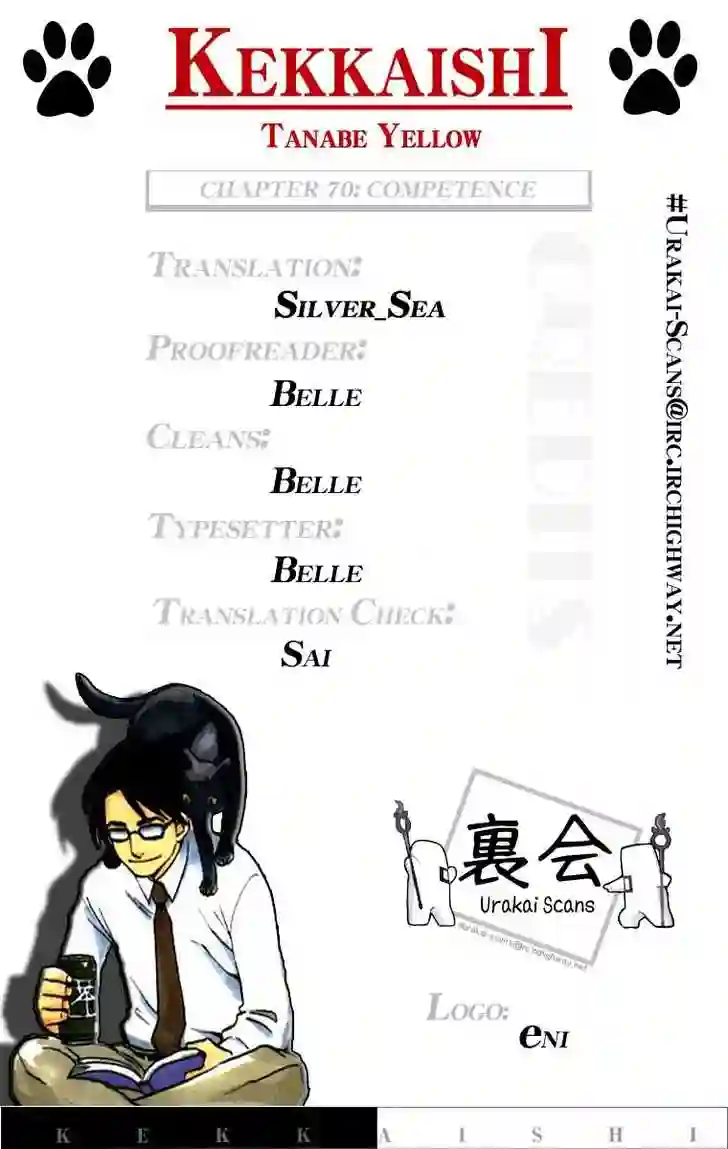 KEKKAISHI
TANABE YELLOW
CHAPTER 70: COMPETENCE
TRANSLATION:
SILVER_SEA
PROOFREADER:
BELLE
CLEANS:
BELLE
TYPESETTER:
BELLE
TRANSLATION CHECK:
SAI
CREDITS
#URAKAI-SCANS@IRC.IRCHIGHWAY.NET
裏会
Urakai Scans
LOGO:
eNI
KEKKAISHI